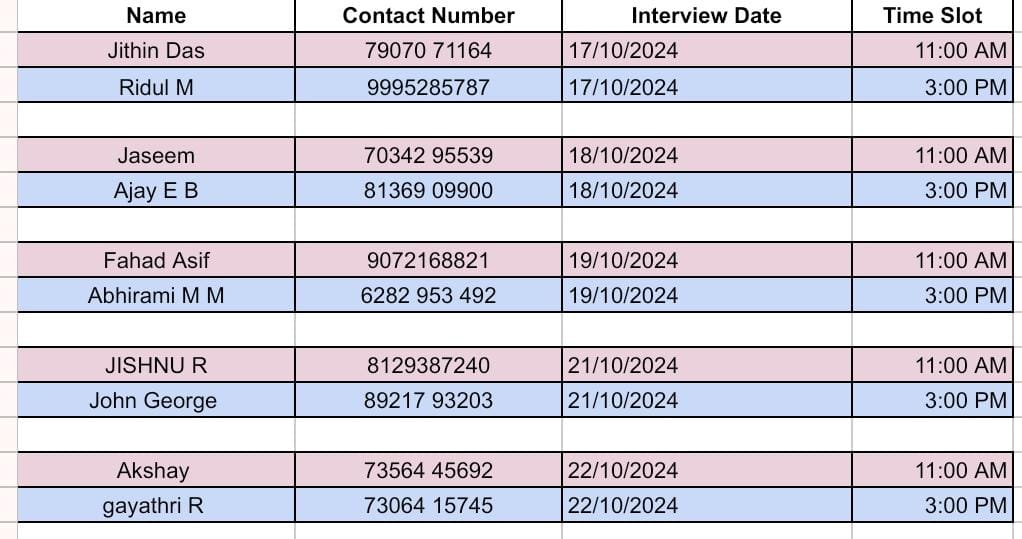 Name Contact Number Interview Date Time Slot
Jithin Das 79070 71164 17/10/2024 11:00 AM
Ridul M 9995285787 17/10/2024 3:00 PM
Jaseem 70342 95539 18/10/2024 11:00 AM
Ajay E B 81369 09900 18/10/2024 3:00 PM
Fahad Asif 9072168821 19/10/2024 11:00 AM
Abhirami M M 6282 953 492 19/10/2024 3:00 PM
JISHNU R 8129387240 21/10/2024 11:00 AM
John George 89217 93203 21/10/2024 3:00 PM
Akshay 73564 45692 22/10/2024 11:00 AM
gayathri R 73064 15745 22/10/2024 3:00 PM